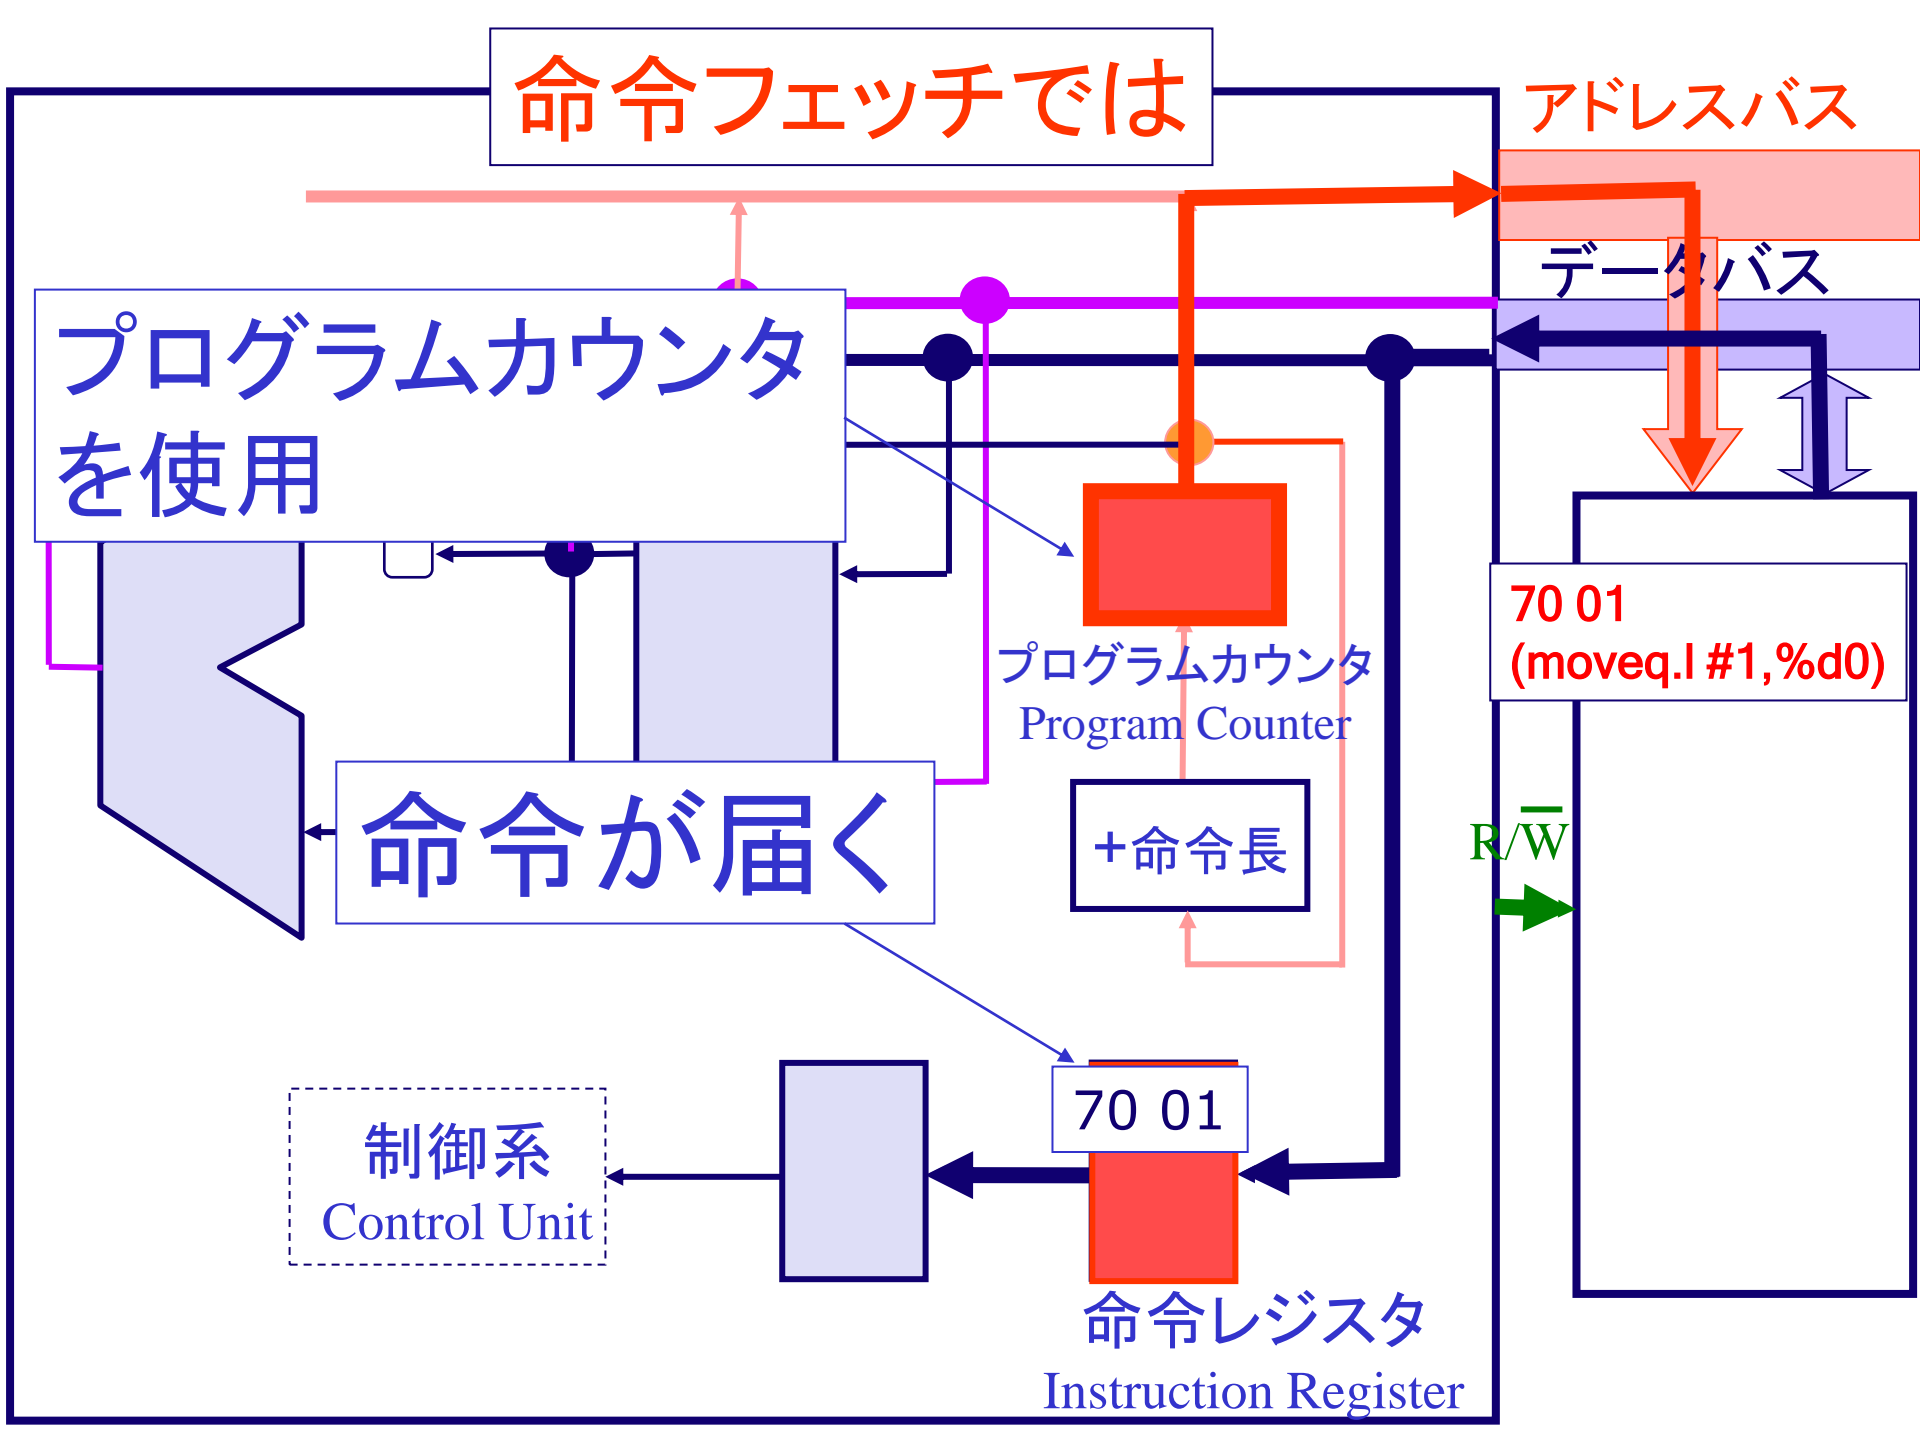 命令フェッチでは
アドレスバス
データバス
プログラムカウンタ
を使用
70 01
(moveq.l #1,%d0)
プログラムカウンタ
Program Counter
命令が届く
+命令長
R/W̅
70 01
制御系
Control Unit
命令レジスタ
Instruction Register